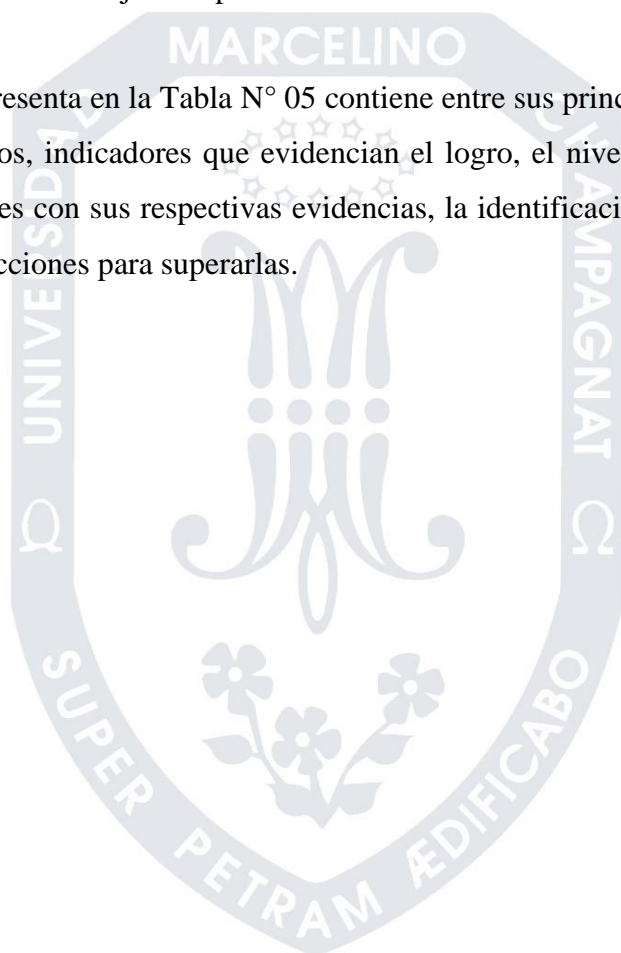 UNIVERSIDAD MARCELINO CHAMPAGNAT
resenta en la Tabla N° 05 contiene entre sus princ
os, indicadores que evidencian el logro, el nive
es con sus respectivas evidencias, la identificaci
cciones para superarlas.
Ω Ω
SUPER PETRAM ÆDIFICABO